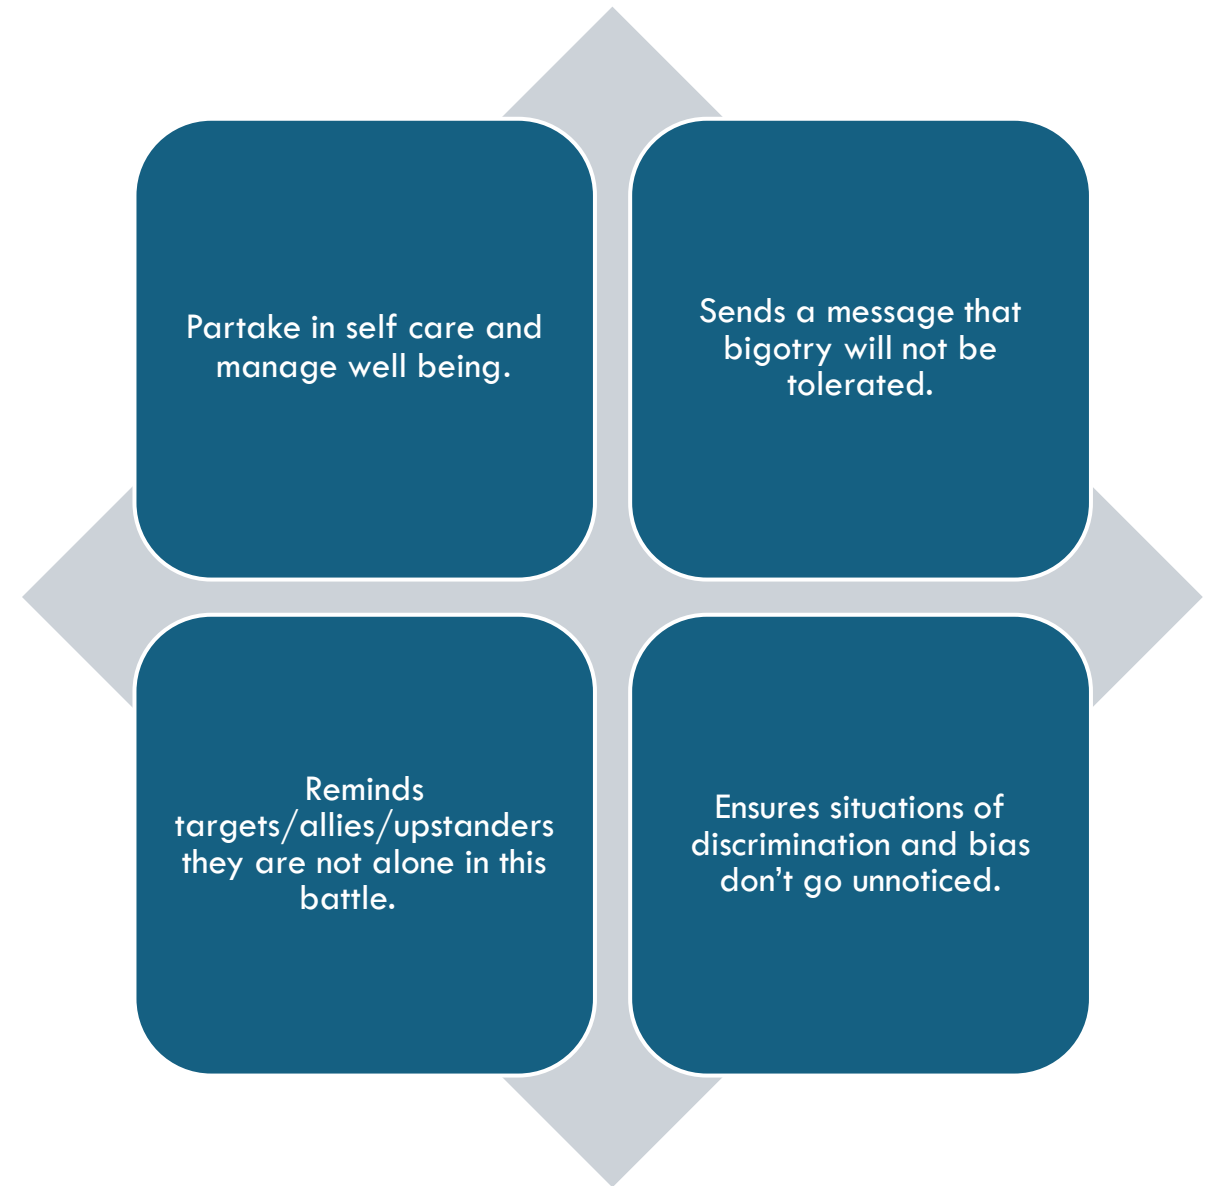 Partake in self care and
manage well being.
Sends a message that
bigotry will not be
tolerated.
Reminds
targets/allies/upstanders
they are not alone in this
battle.
Ensures situations of
discrimination and bias
don’t go unnoticed.